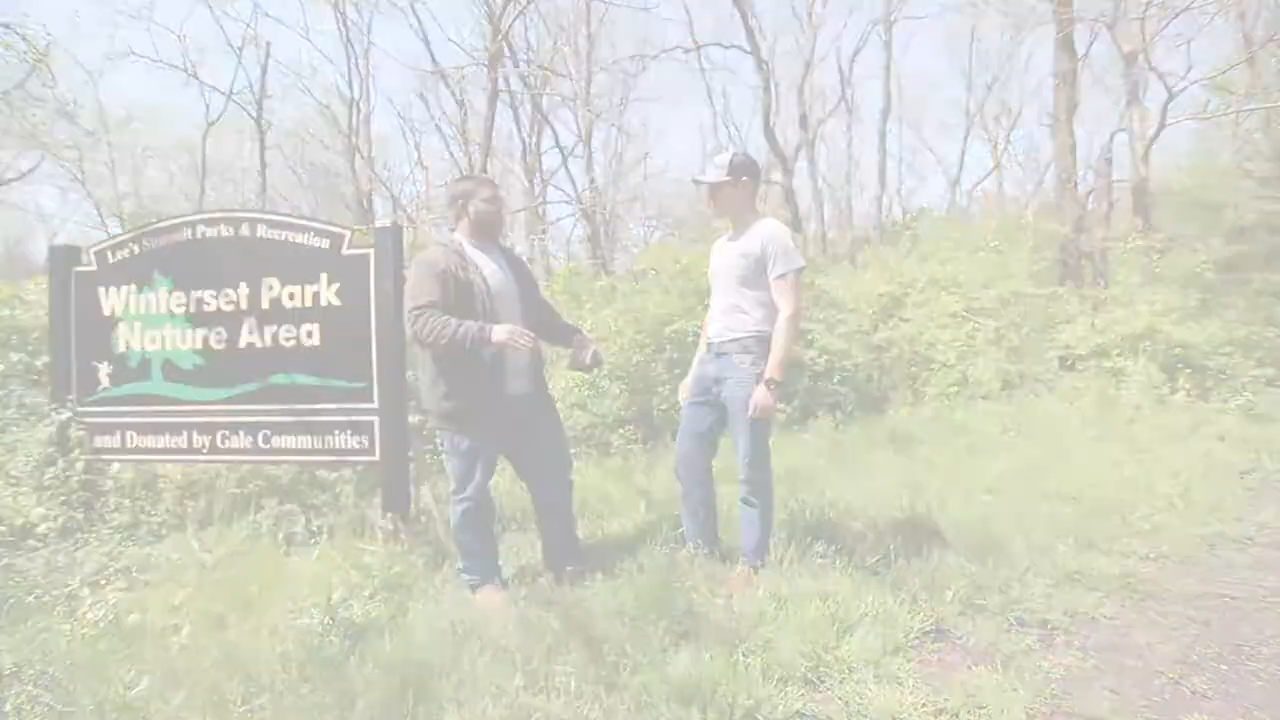 Lee's Summit Parks & Recreation
Winterset Park
Nature Area
and Donated by Gale Communities